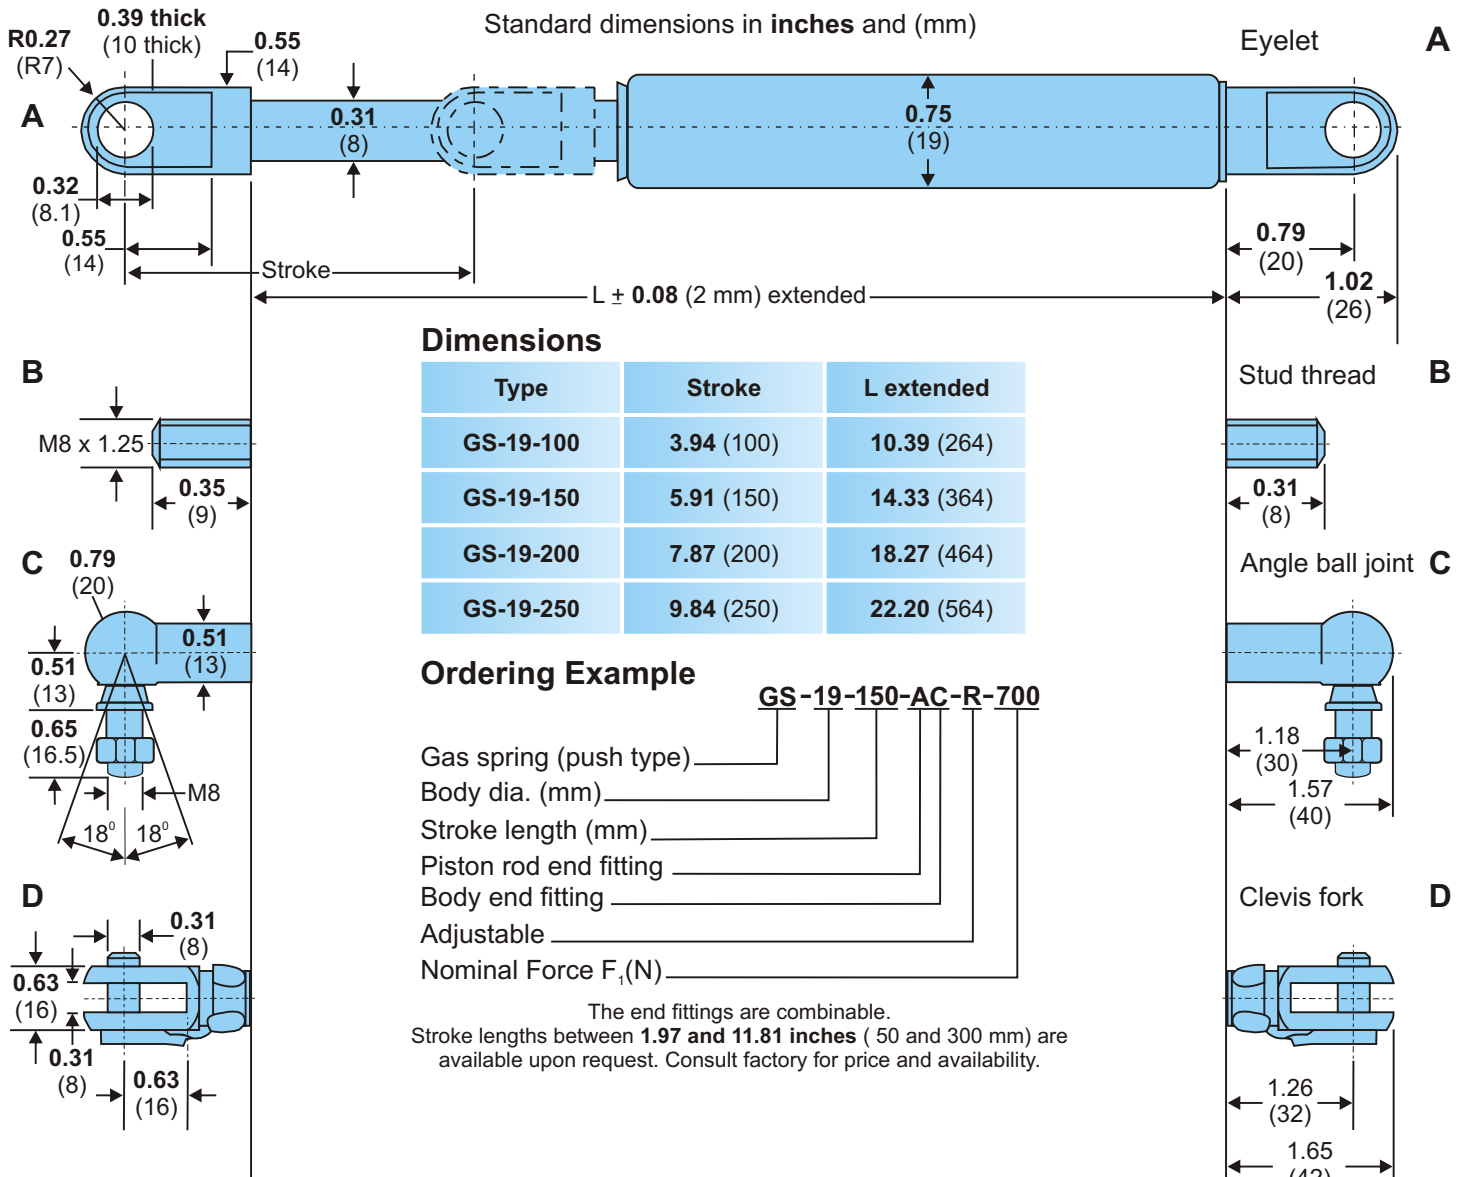 Standard dimensions in inches and (mm)
R0.27
(R7)
0.39 thick
(10 thick)
0.55
(14)
Eyelet
A
A
0.31
(8)
0.75
(19)
0.32
(8.1)
0.55
(14)
Stroke
0.79
(20)
L ± 0.08 (2 mm) extended
1.02
(26)
Dimensions
Type Stroke L extended
GS-19-100 3.94 (100) 10.39 (264)
GS-19-150 5.91 (150) 14.33 (364)
GS-19-200 7.87 (200) 18.27 (464)
GS-19-250 9.84 (250) 22.20 (564)
B
M8 x 1.25
0.35
(9)
Stud thread
B
0.31
(8)
C
0.79
(20)
0.51
(13)
0.51
(13)
0.65
(16.5)
M8
18⁰ 18⁰
Angle ball joint
C
1.18
(30)
1.57
(40)
Ordering Example
GS-19-150-AC-R-700
Gas spring (push type)
Body dia. (mm)
Stroke length (mm)
Piston rod end fitting
Body end fitting
Adjustable
Nominal Force F₁(N)
The end fittings are combinable.
Stroke lengths between 1.97 and 11.81 inches ( 50 and 300 mm) are
available upon request. Consult factory for price and availability.
D
0.31
(8)
0.63
(16)
0.31
(8)
0.63
(16)
Clevis fork
D
1.26
(32)
1.65